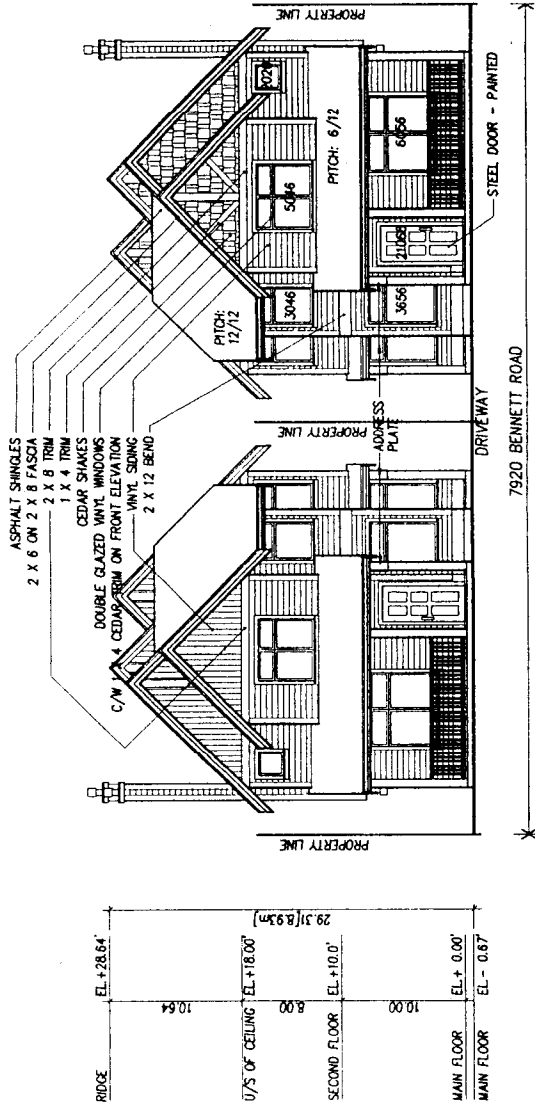 ASPHALT SHINGLES
2 X 6 ON 2 X 8 FASCIA
2 X 8 TRIM
1 X 4 TRIM
CEDAR SHAKES
DOUBLE GLAZED VINYL WINDOWS
C/W 1 X 4 CEDAR TRIM ON FRONT ELEVATION
VINYL SIDING
2 X 12 BEND
PROPERTY LINE
PROPERTY LINE
PROPERTY LINE
PITCH:
12/12
PITCH: 6/12
2020
5046
3046
3656
21068
6056
ADDRESS
PLATE
STEEL DOOR - PAINTED
DRIVEWAY
7920 BENNETT ROAD
RIDGE EL +28.64'
10.64
U/S OF CEILING EL +18.00'
8.00
SECOND FLOOR EL +10.0'
10.00
MAIN FLOOR EL + 0.00'
MAIN FLOOR EL - 0.67'
29.31[8.93m]